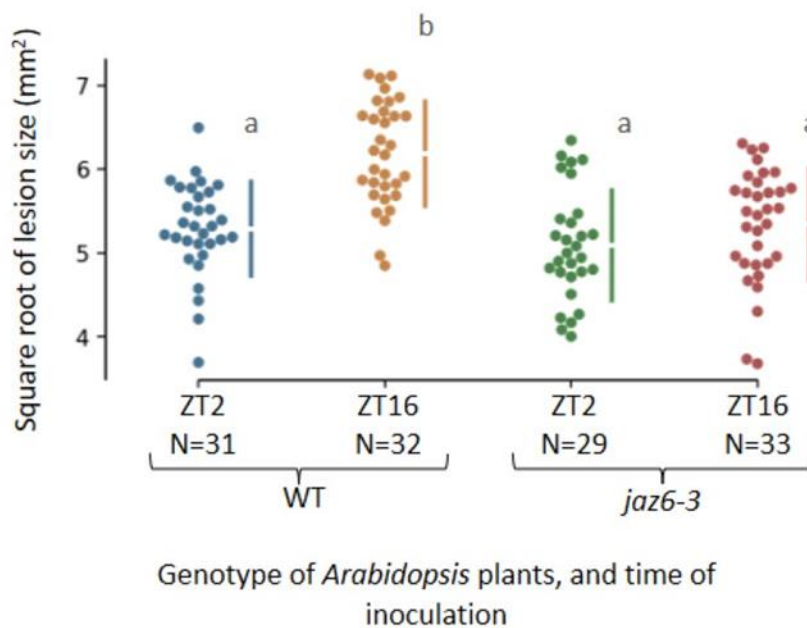 b
a
a
a
Square root of lesion size (mm²)
7
6
5
4
ZT2
ZT16
ZT2
ZT16
N=31
N=32
N=29
N=33
WT
jaz6-3
Genotype of Arabidopsis plants, and time of
inoculation